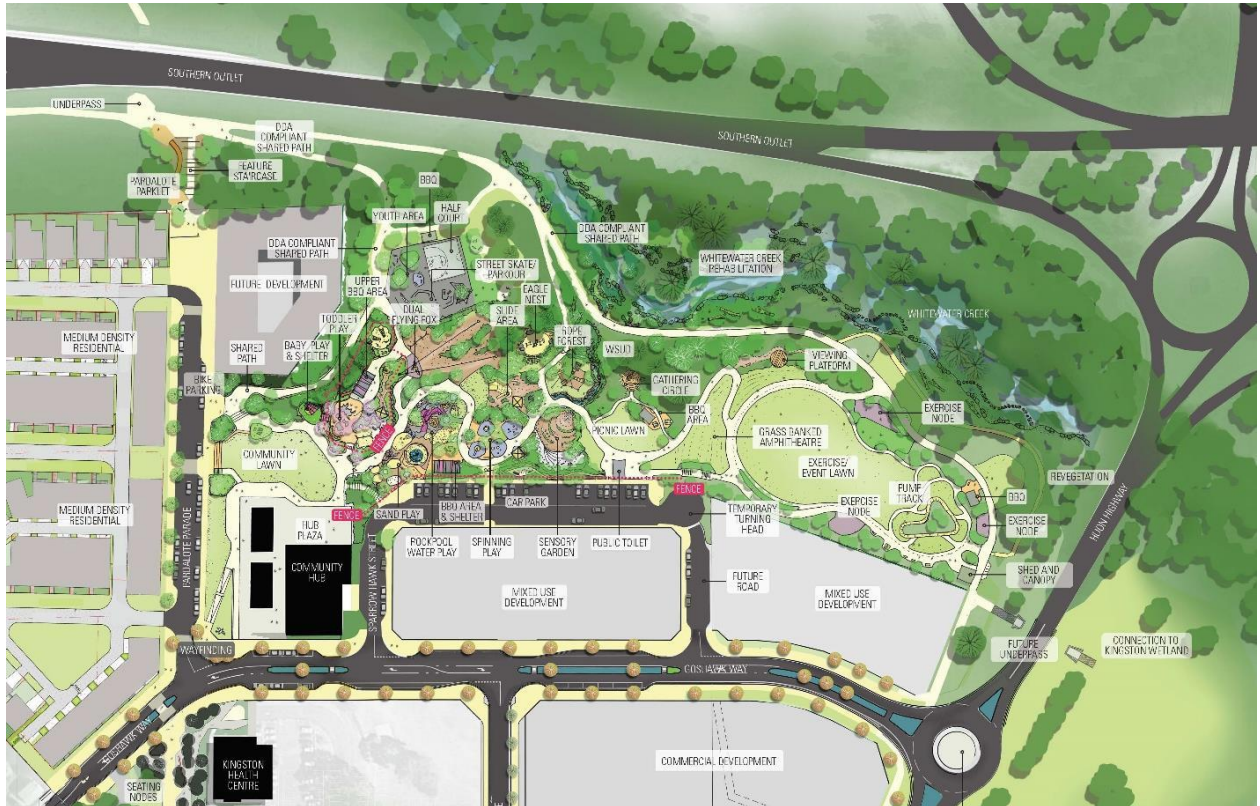 SOUTHERN OUTLET
UNDERPASS
DDA
COMPLIANT
SHARED PATH
FEATURE
STAIRCASE
PARDALOTE
PARKLET
SOUTHERN OUTLET
SOUTHERN OUTLET
BBQ
YOUTH AREA
HALF
COURT
DDA COMPLIANT
SHARED PATH
DDA COMPLIANT
SHARED PATH
STREET SKATE/
PARKOUR
WHITEWATER CREEK
REHABILITATION
FUTURE DEVELOPMENT
UPPER
BBQ AREA
EAGLE
NEST
TODDLER
PLAY
DUAL
FLYING FOX
SLIDE
AREA
ROPE
FOREST
WHITEWATER CREEK
MEDIUM DENSITY
RESIDENTIAL
SHARED
PATH
BABY PLAY
& SHELTER
WSUD
VIEWING
PLATFORM
BIKE
PARKING
GATHERING
CIRCLE
BBQ
AREA
EXERCISE
NODE
FENCE
PICNIC LAWN
GRASS BANKED
AMPHITHEATRE
COMMUNITY
LAWN
EXERCISE/
EVENT LAWN
REVEGETATION
PUMP
TRACK
FENCE
BBQ
MEDIUM DENSITY
RESIDENTIAL
FENCE
SAND PLAY
BBQ AREA
& SHELTER
CAR PARK
TEMPORARY
TURNING
HEAD
EXERCISE
NODE
EXERCISE
NODE
HUB
PLAZA
ROCKPOOL
WATER PLAY
SPINNING
PLAY
SENSORY
GARDEN
PUBLIC TOILET
HUON HIGHWAY
PARDALOTE PARADE
COMMUNITY
HUB
SPARROWHAWK STREET
MIXED USE
DEVELOPMENT
FUTURE
ROAD
MIXED USE
DEVELOPMENT
SHED AND
CANOPY
WAYFINDING
FUTURE
UNDERPASS
CONNECTION TO
KINGSTON WETLAND
GOSHAWK WAY
GOSHAWK WAY
COMMERCIAL DEVELOPMENT
KINGSTON
HEALTH
CENTRE
SEATING
NODES